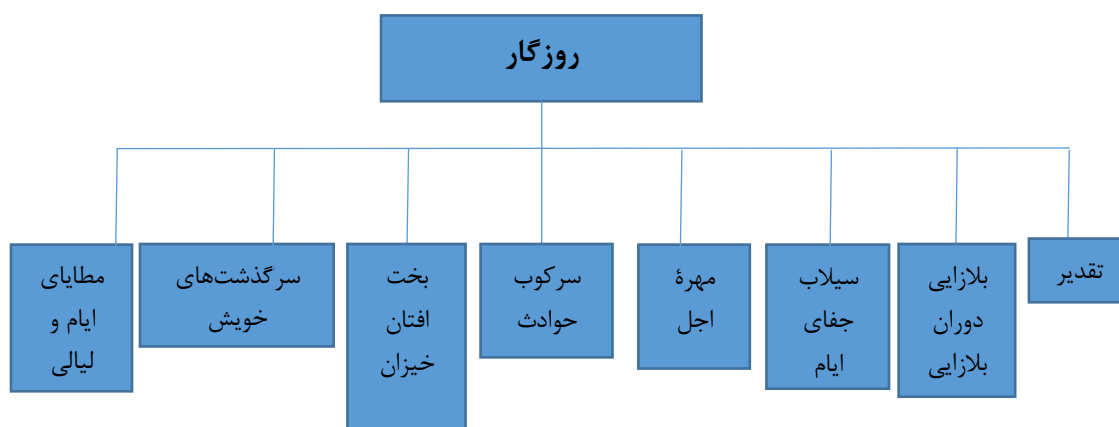 روزگار
تقدیر
بلازایی
دوران
بلازایی
سیلاب
جفای
ایام
مهرهٔ
اجل
سرکوب
حوادث
بخت
افتان
خیزان
سرگذشت‌های
خویش
مطایای
ایام و
لیالی